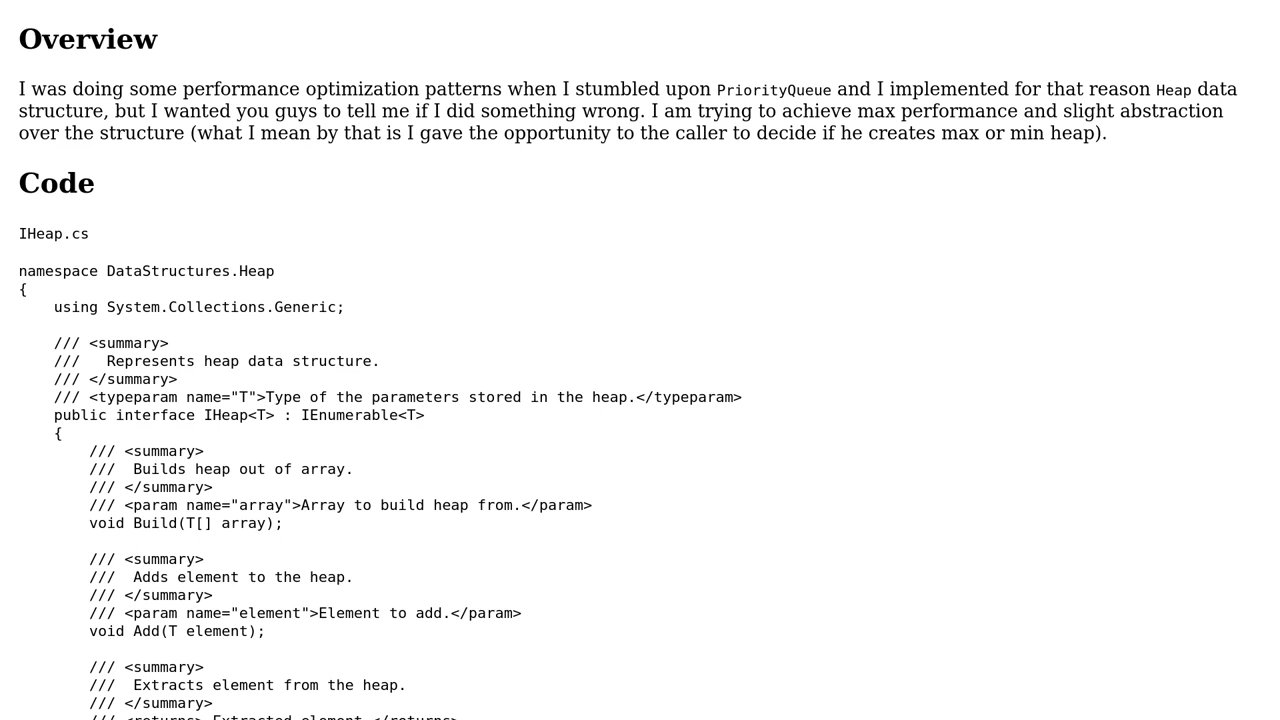 Overview
I was doing some performance optimization patterns when I stumbled upon PriorityQueue and I implemented for that reason Heap data
structure, but I wanted you guys to tell me if I did something wrong. I am trying to achieve max performance and slight abstraction
over the structure (what I mean by that is I gave the opportunity to the caller to decide if he creates max or min heap).
Code
IHeap.cs
namespace DataStructures.Heap
{
    using System.Collections.Generic;
    /// <summary>
    ///   Represents heap data structure.
    /// </summary>
    /// <typeparam name="T">Type of the parameters stored in the heap.</typeparam>
    public interface IHeap<T> : IEnumerable<T>
    {
        /// <summary>
        ///  Builds heap out of array.
        /// </summary>
        /// <param name="array">Array to build heap from.</param>
        void Build(T[] array);
        /// <summary>
        ///  Adds element to the heap.
        /// </summary>
        /// <param name="element">Element to add.</param>
        void Add(T element);
        /// <summary>
        ///  Extracts element from the heap.
        /// </summary>
        /// <returns> Extracted element.</returns>